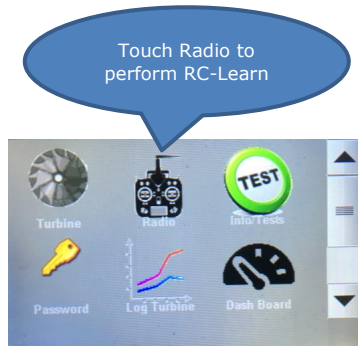 Touch Radio to
perform RC-Learn
Turbine
Radio
TEST
Info/Tests
Password
Log Turbine
Dash Board